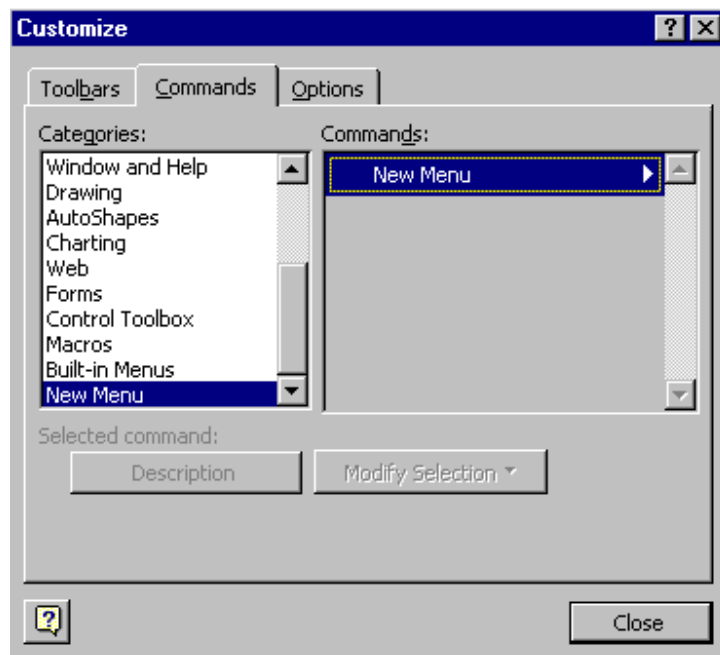 Customize
Toolbars Commands Options
Categories: Commands:
Window and Help
Drawing
AutoShapes
Charting
Web
Forms
Control Toolbox
Macros
Built-in Menus
New Menu
New Menu
Selected command:
Description Modify Selection
Close